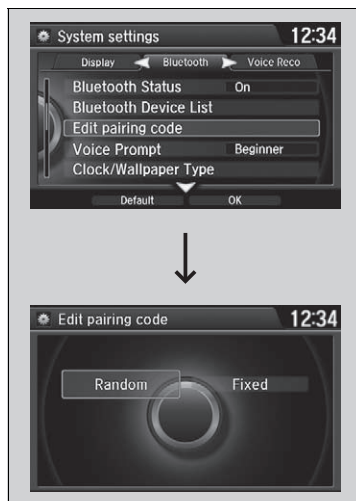 System settings 12:34
Display Bluetooth Voice Reco
Bluetooth Status On
Bluetooth Device List
Edit pairing code
Voice Prompt Beginner
Clock/Wallpaper Type
Default OK
Edit pairing code 12:34
Random Fixed